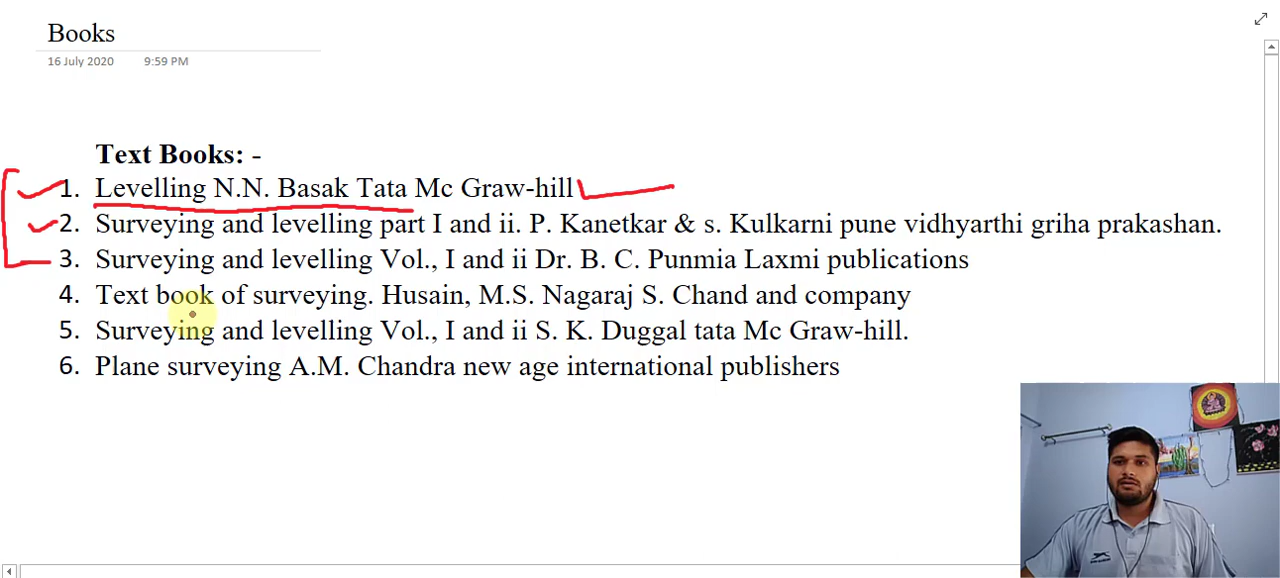 Books
16 July 2020 9:59 PM
Text Books: -
1. Levelling N.N. Basak Tata Mc Graw-hill
2. Surveying and levelling part I and ii. P. Kanetkar & s. Kulkarni pune vidhyarthi griha prakashan.
3. Surveying and levelling Vol., I and ii Dr. B. C. Punmia Laxmi publications
4. Text book of surveying. Husain, M.S. Nagaraj S. Chand and company
5. Surveying and levelling Vol., I and ii S. K. Duggal tata Mc Graw-hill.
6. Plane surveying A.M. Chandra new age international publishers